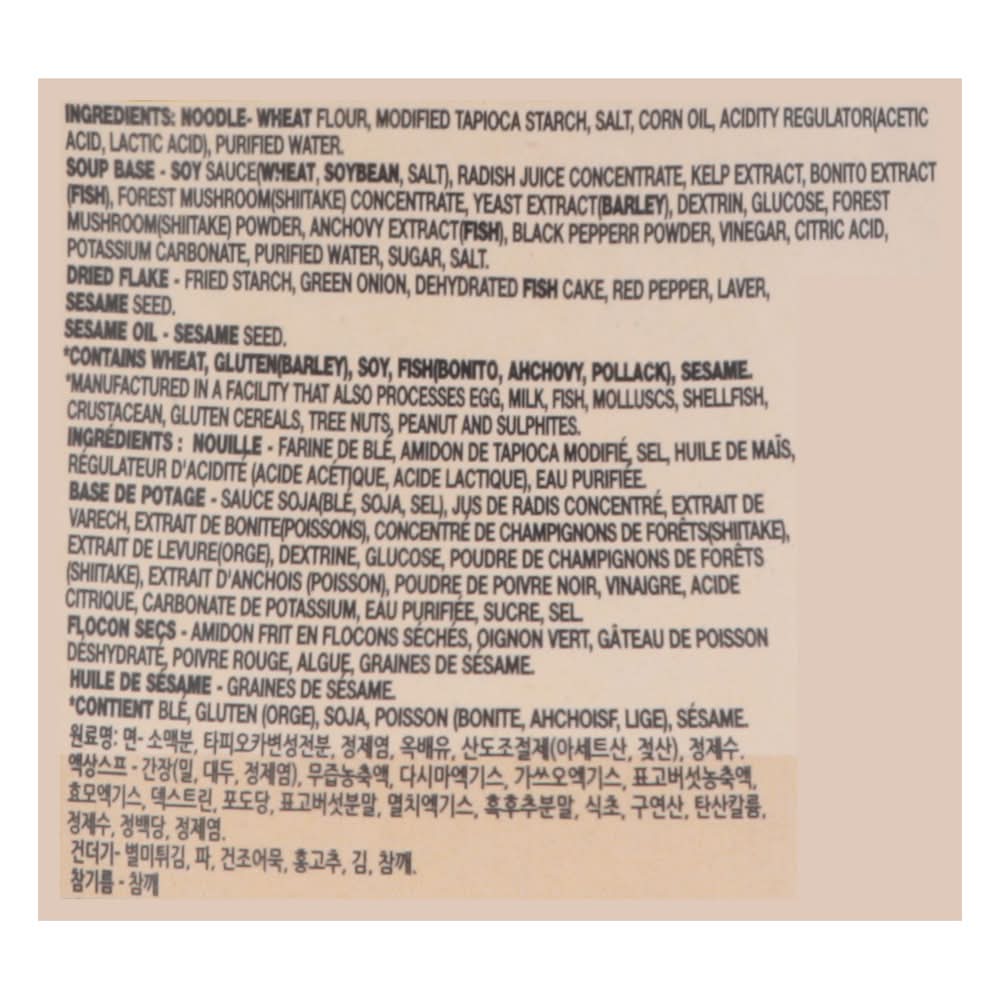 INGREDIENTS: NOODLE- WHEAT FLOUR, MODIFIED TAPIOCA STARCH, SALT, CORN OIL, ACIDITY REGULATOR(ACETIC
ACID, LACTIC ACID), PURIFIED WATER.
SOUP BASE - SOY SAUCE(WHEAT, SOYBEAN, SALT), RADISH JUICE CONCENTRATE, KELP EXTRACT, BONITO EXTRACT
(FISH), FOREST MUSHROOM(SHIITAKE) CONCENTRATE, YEAST EXTRACT(BARLEY), DEXTRIN, GLUCOSE, FOREST
MUSHROOM(SHIITAKE) POWDER, ANCHOVY EXTRACT(FISH), BLACK PEPPERR POWDER, VINEGAR, CITRIC ACID,
POTASSIUM CARBONATE, PURIFIED WATER, SUGAR, SALT.
DRIED FLAKE - FRIED STARCH, GREEN ONION, DEHYDRATED FISH CAKE, RED PEPPER, LAVER,
SESAME SEED.
SESAME OIL - SESAME SEED.
*CONTAINS WHEAT, GLUTEN(BARLEY), SOY, FISH(BONITO, AHCHOVY, POLLACK), SESAME.
*MANUFACTURED IN A FACILITY THAT ALSO PROCESSES EGG, MILK, FISH, MOLLUSCS, SHELLFISH,
CRUSTACEAN, GLUTEN CEREALS, TREE NUTS, PEANUT AND SULPHITES.
INGRÉDIENTS : NOUILLE - FARINE DE BLÉ, AMIDON DE TAPIOCA MODIFIÉ, SEL, HUILE DE MAÏS,
RÉGULATEUR D'ACIDITÉ (ACIDE ACÉTIQUE, ACIDE LACTIQUE), EAU PURIFIÉE.
BASE DE POTAGE - SAUCE SOJA(BLÉ, SOJA, SEL), JUS DE RADIS CONCENTRÉ, EXTRAIT DE
VARECH, EXTRAIT DE BONITE(POISSONS), CONCENTRÉ DE CHAMPIGNONS DE FORÊTS(SHIITAKE),
EXTRAIT DE LEVURE(ORGE), DEXTRINE, GLUCOSE, POUDRE DE CHAMPIGNONS DE FORÊTS
(SHIITAKE), EXTRAIT D'ANCHOIS (POISSON), POUDRE DE POIVRE NOIR, VINAIGRE, ACIDE
CITRIQUE, CARBONATE DE POTASSIUM, EAU PURIFIÉE, SUCRE, SEL.
FLOCON SECS - AMIDON FRIT EN FLOCONS SÉCHÉS, OIGNON VERT, GÂTEAU DE POISSON
DÉSHYDRATÉ, POIVRE ROUGE, ALGUE, GRAINES DE SÉSAME.
HUILE DE SÉSAME - GRAINES DE SÉSAME.
*CONTIENT BLÉ, GLUTEN (ORGE), SOJA, POISSON (BONITE, AHCHOISF, LIGE), SÉSAME.
원료명: 면- 소맥분, 타피오카변성전분, 정제염, 옥배유, 산도조절제(아세트산, 젖산), 정제수.
액상스프 - 간장(밀, 대두, 정제염), 무즙농축액, 다시마엑기스, 가쓰오엑기스, 표고버섯농축액,
효모엑기스, 덱스트린, 포도당, 표고버섯분말, 멸치엑기스, 흑후추분말, 식초, 구연산, 탄산칼륨,
정제수, 정백당, 정제염.
건더기- 별미튀김, 파, 건조어묵, 홍고추, 김, 참깨.
참기름 - 참깨